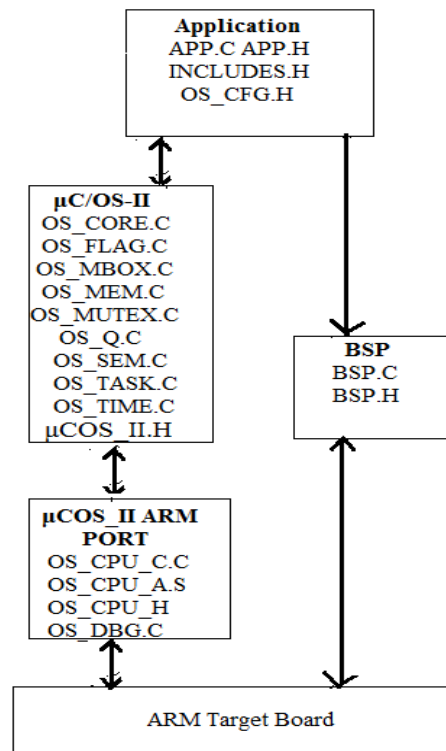 Application
APP.C APP.H
INCLUDES.H
OS_CFG.H
µC/OS-II
OS_CORE.C
OS_FLAG.C
OS_MBOX.C
OS_MEM.C
OS_MUTEX.C
OS_Q.C
OS_SEM.C
OS_TASK.C
OS_TIME.C
µCOS_II.H
BSP
BSP.C
BSP.H
µCOS_II ARM
PORT
OS_CPU_C.C
OS_CPU_A.S
OS_CPU_H
OS_DBG.C
ARM Target Board